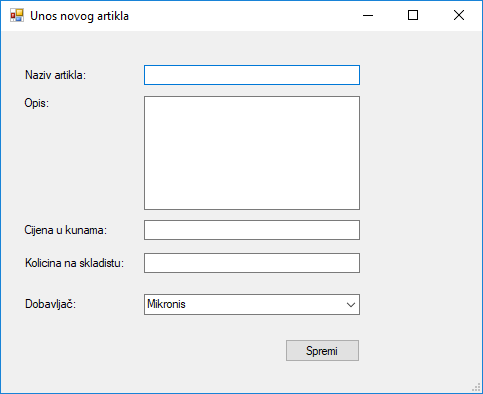 Unos novog artikla
Naziv artikla:
Opis:
Cijena u kunama:
Kolicina na skladistu:
Dobavljač: Mikronis
Spremi